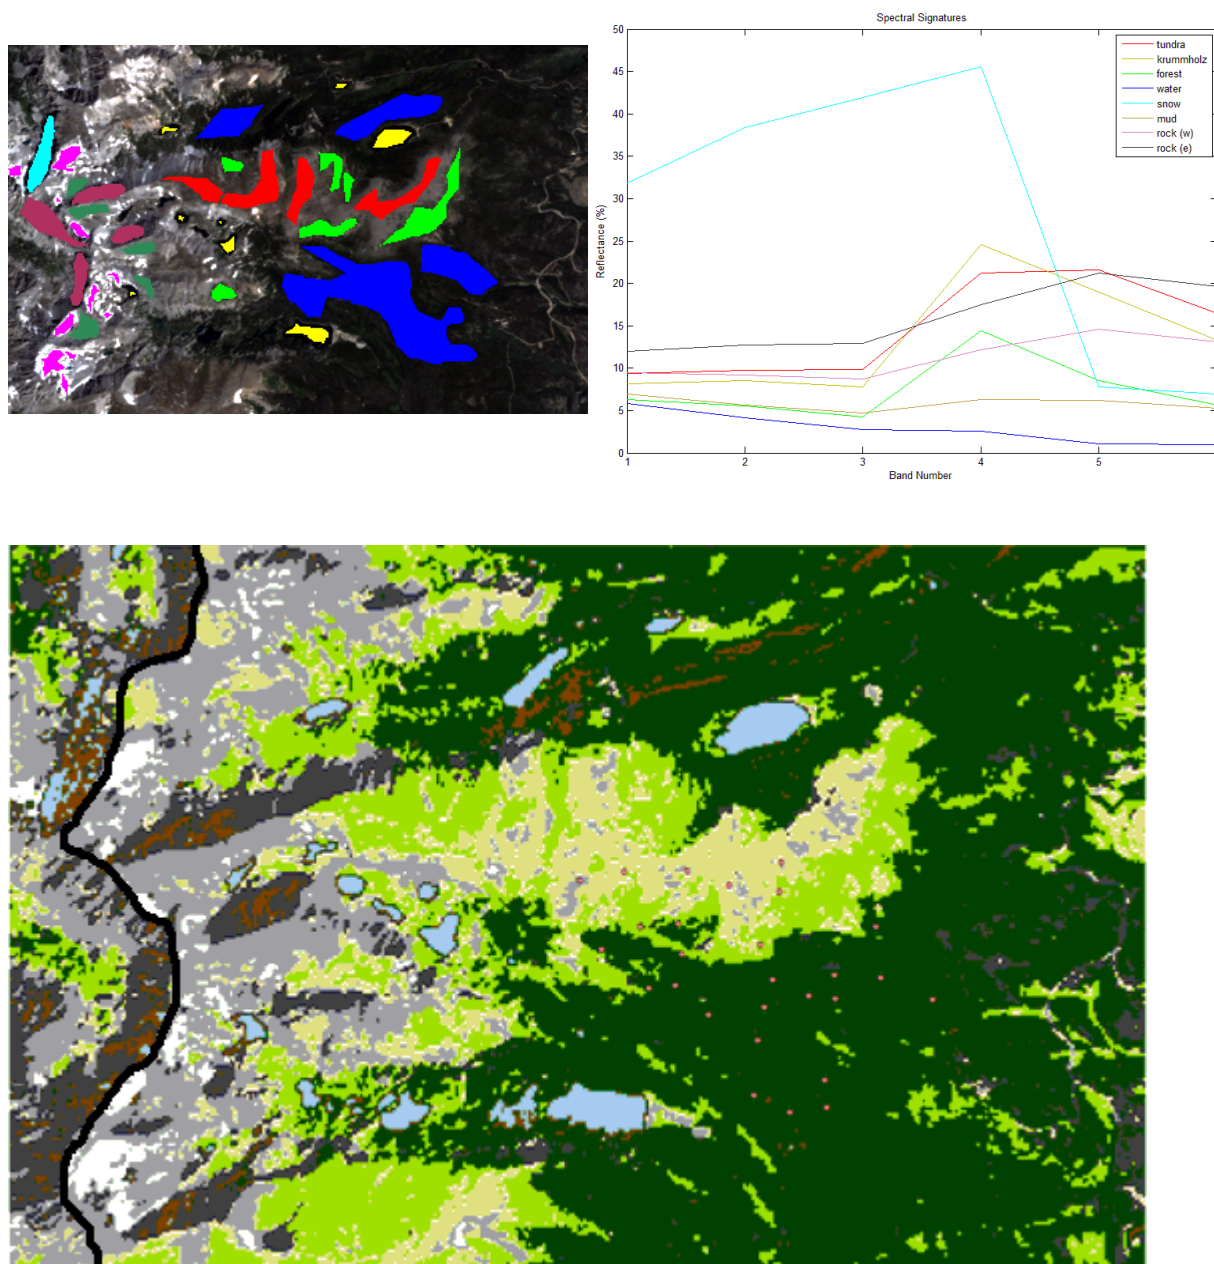 Spectral Signatures
50
45
40
35
30
25
20
15
10
5
0
Reflectance (%)
tundra
krummholz
forest
water
snow
mud
rock (w)
rock (e)
1
2
3
4
5
Band Number